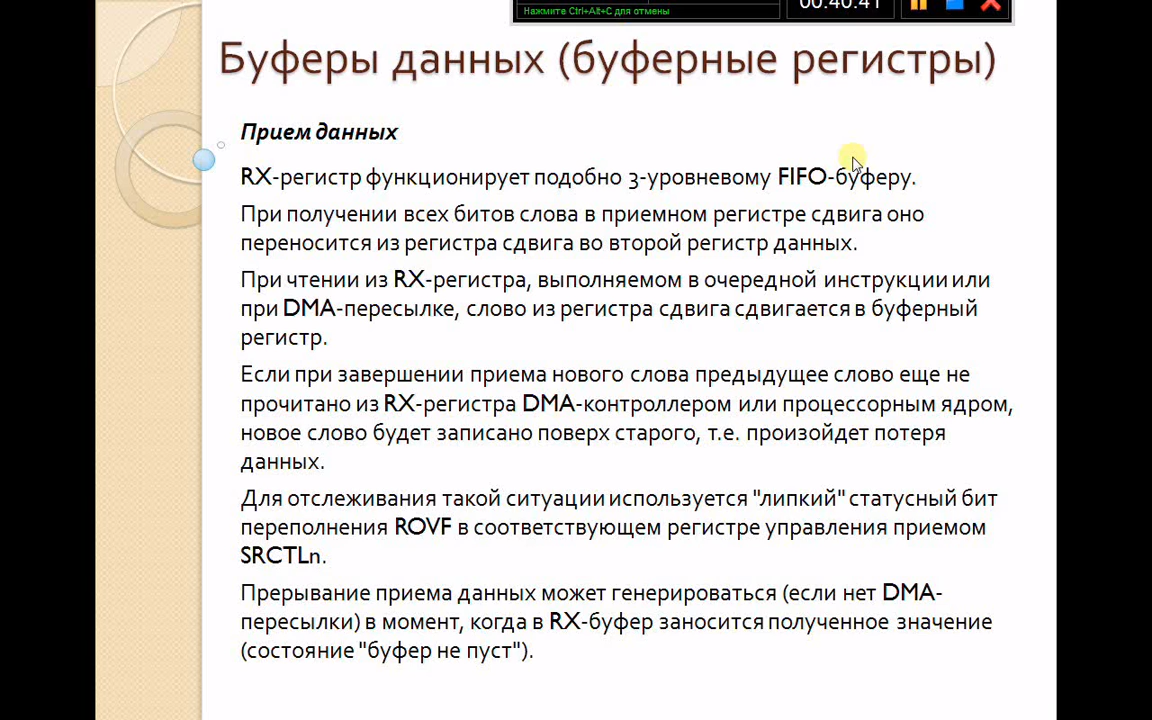 Нажмите Ctrl+Alt+C для отмены
00:40:41
Буферы данных (буферные регистры)
Прием данных
RX-регистр функционирует подобно 3-уровневому FIFO-буферу.
При получении всех битов слова в приемном регистре сдвига оно
переносится из регистра сдвига во второй регистр данных.
При чтении из RX-регистра, выполняемом в очередной инструкции или
при DMA-пересылке, слово из регистра сдвига сдвигается в буферный
регистр.
Если при завершении приема нового слова предыдущее слово еще не
прочитано из RX-регистра DMA-контроллером или процессорным ядром,
новое слово будет записано поверх старого, т.е. произойдет потеря
данных.
Для отслеживания такой ситуации используется "липкий" статусный бит
переполнения ROVF в соответствующем регистре управления приемом
SRCTLn.
Прерывание приема данных может генерироваться (если нет DMA-
пересылки) в момент, когда в RX-буфер заносится полученное значение
(состояние "буфер не пуст").